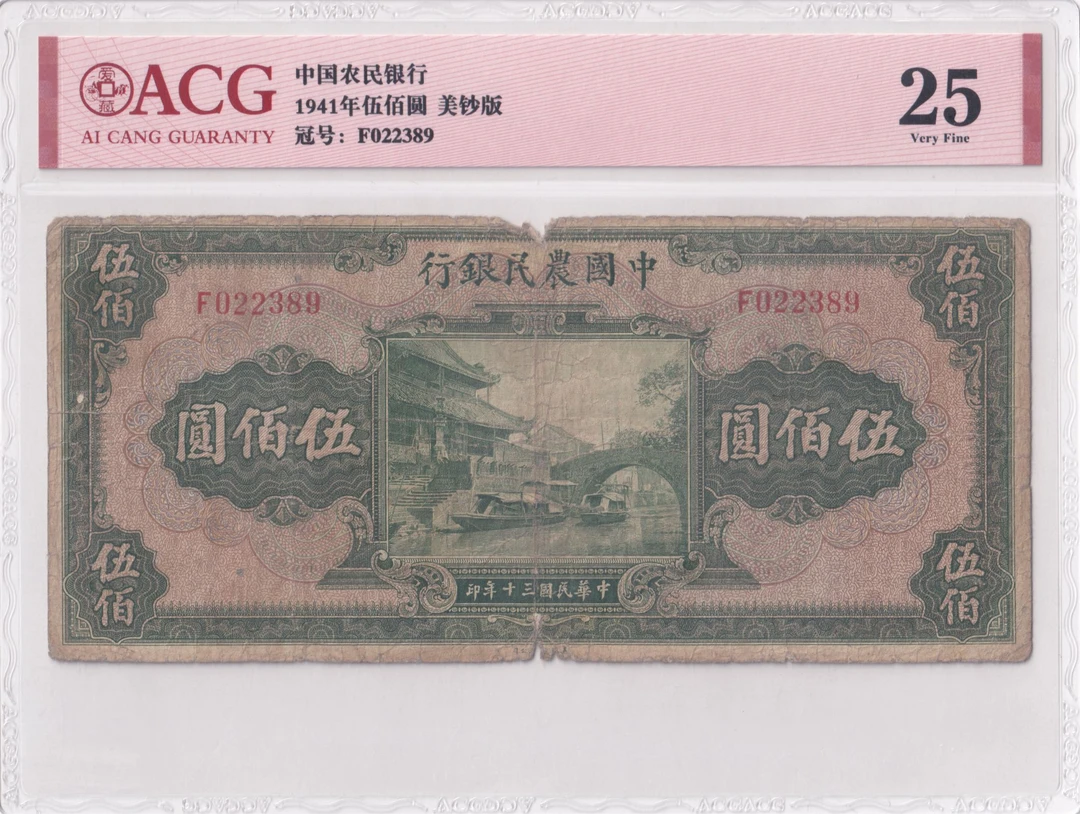 ACG
AI CANG GUARANTY
中国农民银行
1941年伍佰圓 美钞版
冠号：F022389
25
Very Fine
行銀民農國中
伍佰
伍佰
F022389
F022389
圓佰伍
圓佰伍
伍佰
伍佰
印年十三國民華中